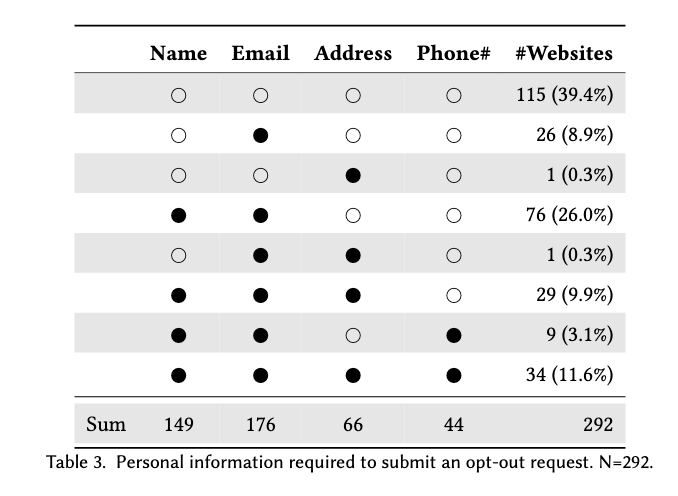 Name Email Address Phone# #Websites
○ ○ ○ ○ 115 (39.4%)
○ ● ○ ○ 26 (8.9%)
○ ○ ● ○ 1 (0.3%)
● ● ○ ○ 76 (26.0%)
○ ● ● ○ 1 (0.3%)
● ● ● ○ 29 (9.9%)
● ● ○ ● 9 (3.1%)
● ● ● ● 34 (11.6%)
Sum 149 176 66 44 292
Table 3. Personal information required to submit an opt-out request. N=292.